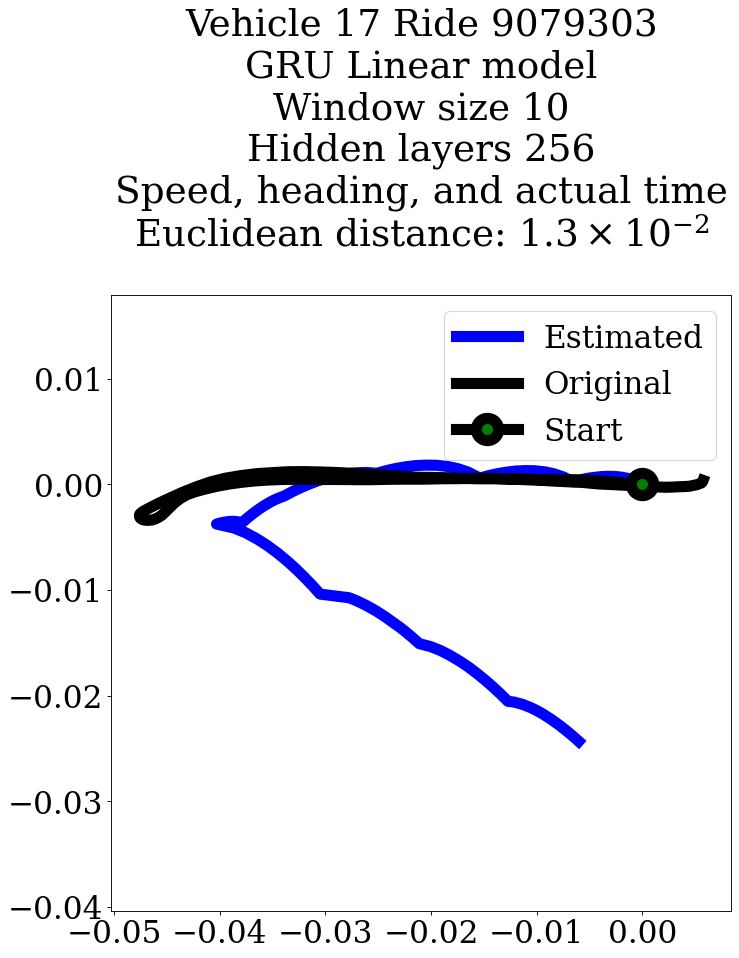 Vehicle 17 Ride 9079303
GRU Linear model
Window size 10
Hidden layers 256
Speed, heading, and actual time
Euclidean distance: 1.3 × 10⁻²
Estimated
Original
Start
0.01
0.00
−0.01
−0.02
−0.03
−0.04
−0.05 −0.04 −0.03 −0.02 −0.01 0.00